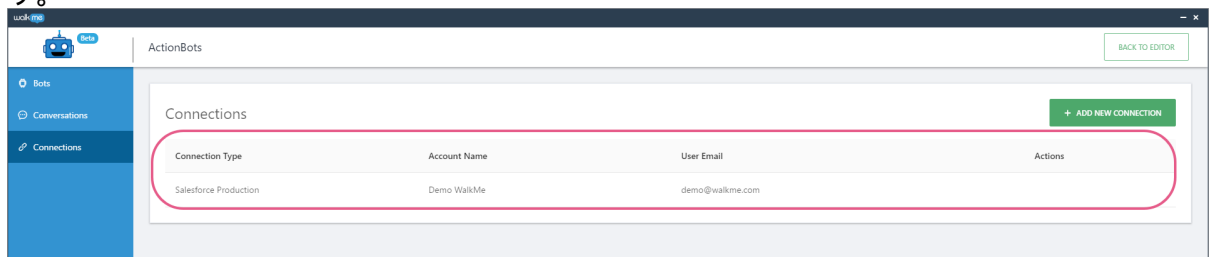 す。
walkme
Beta
ActionBots
BACK TO EDITOR
Bots
Conversations
Connections
Connections
+ ADD NEW CONNECTION
Connection Type Account Name User Email Actions
Salesforce Production Demo WalkMe demo@walkme.com